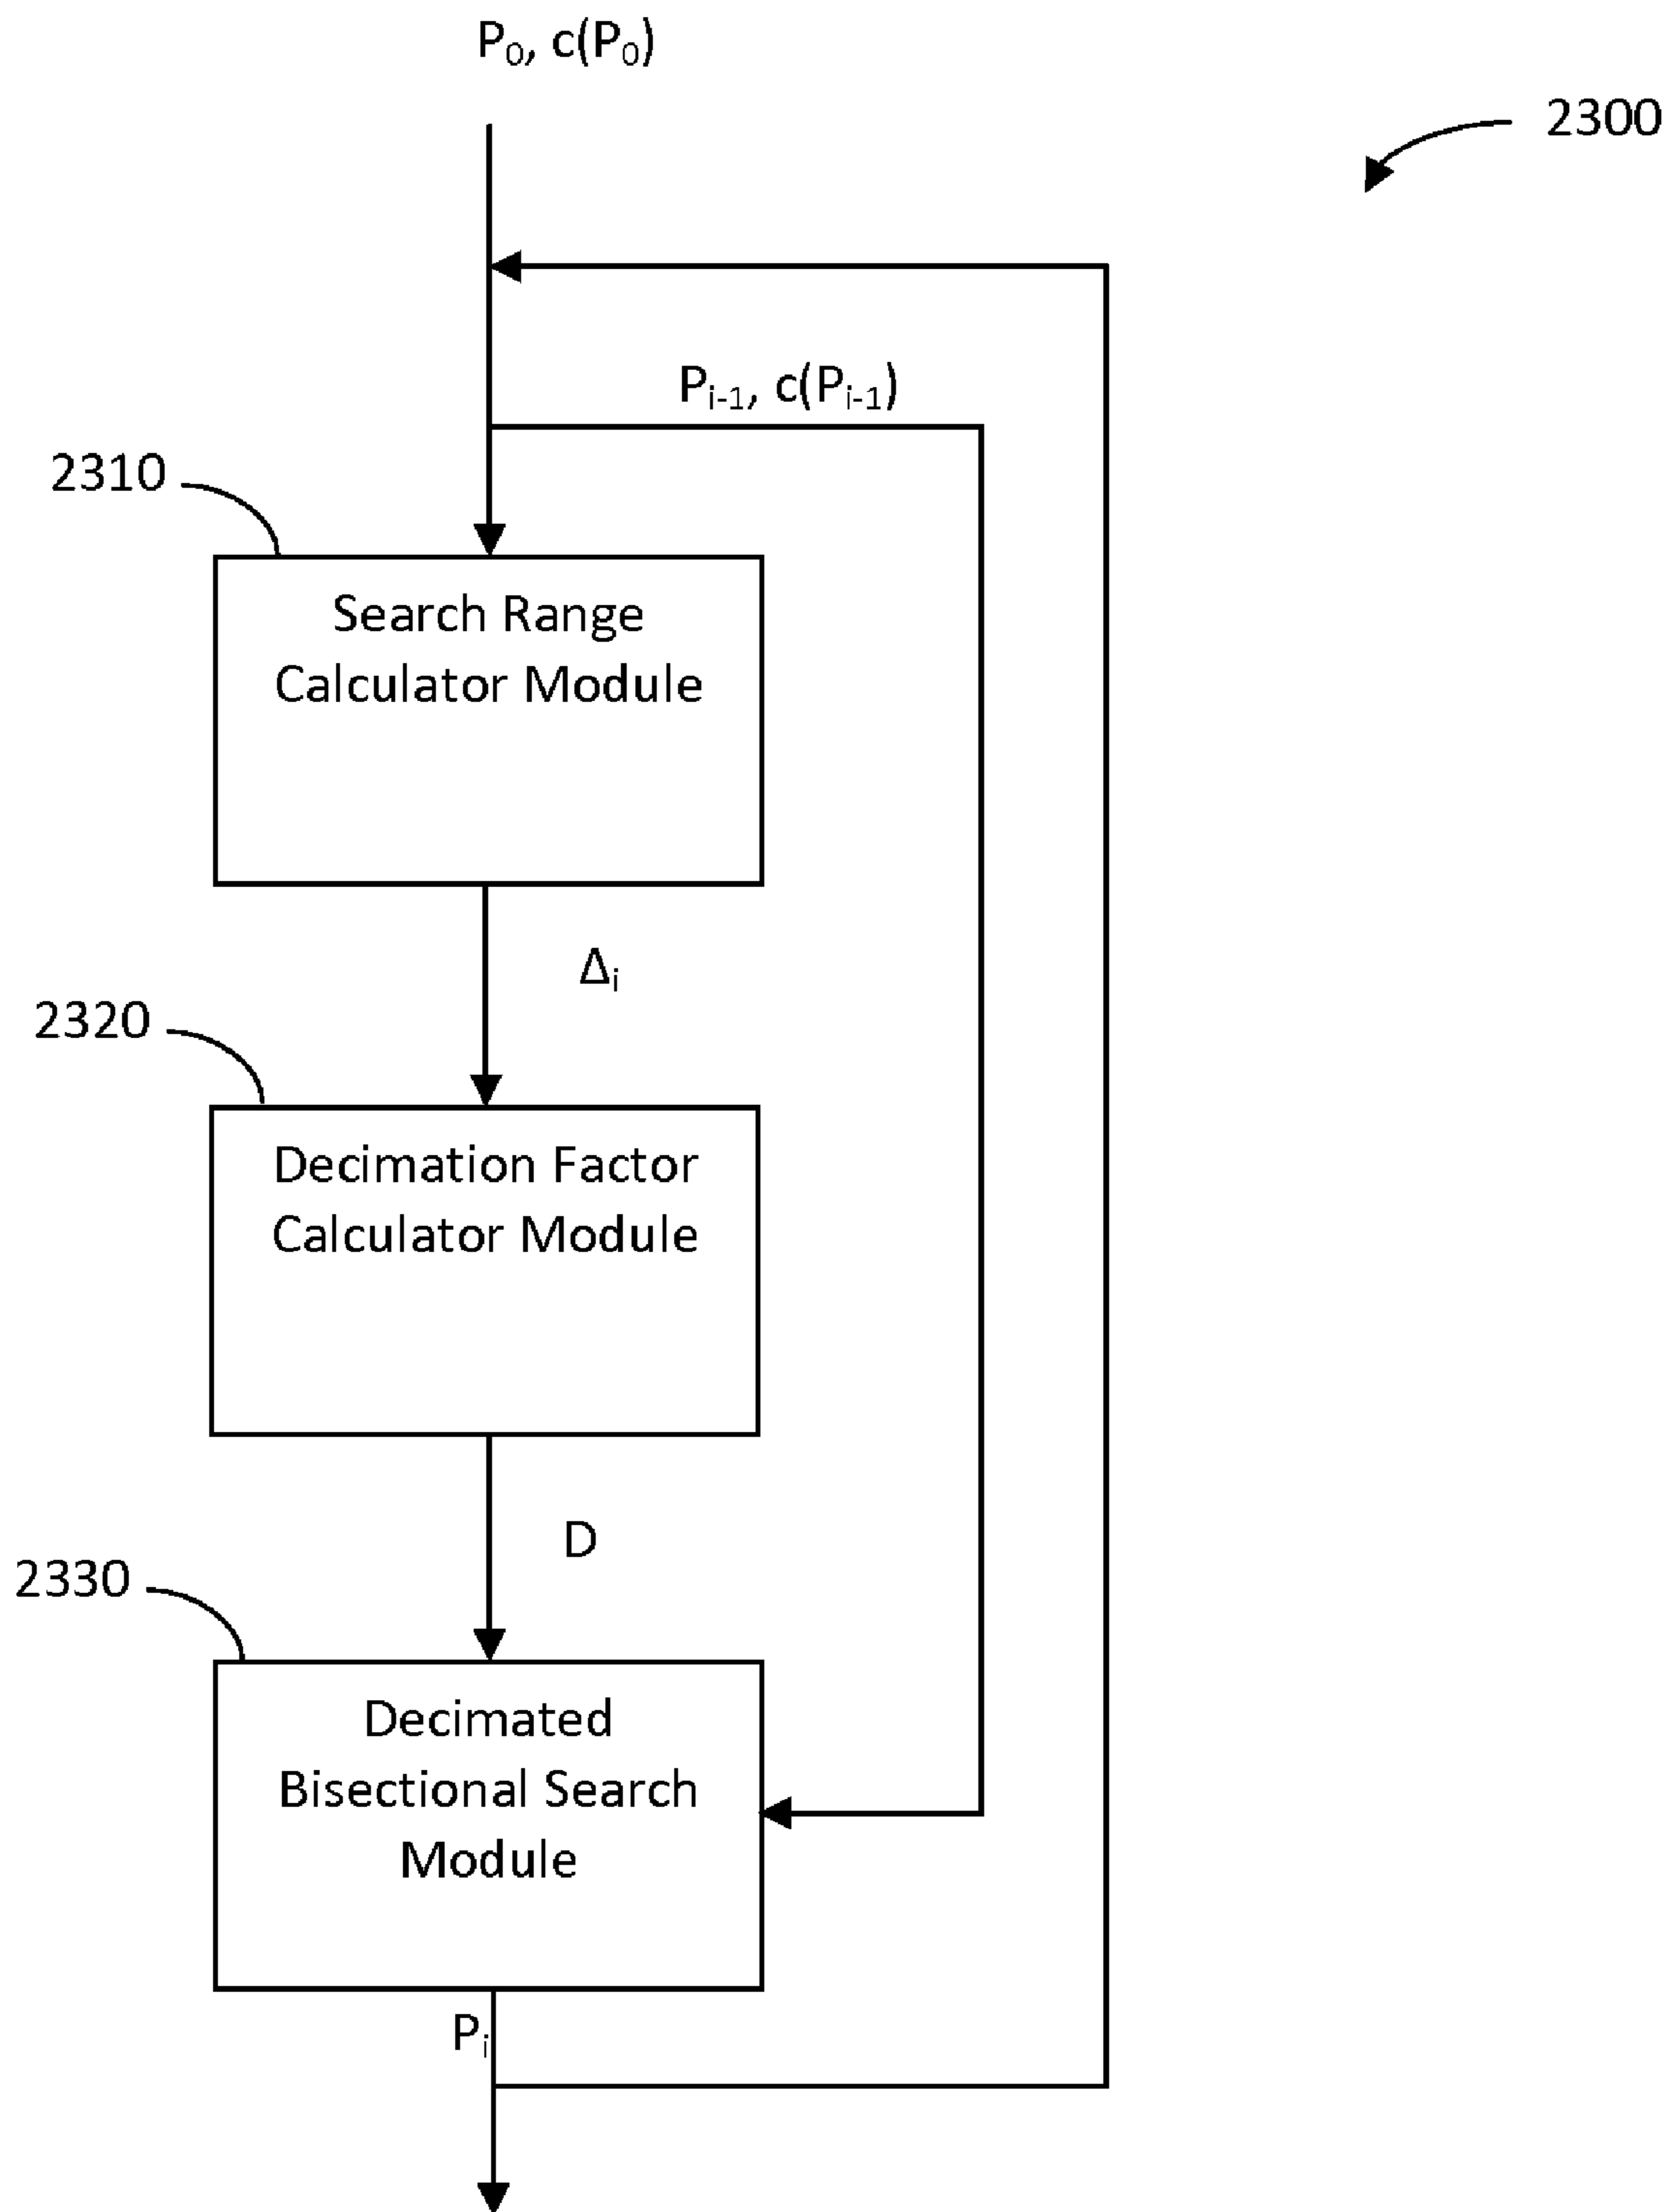 P₀, c(P₀)
2300
Pᵢ₋₁, c(Pᵢ₋₁)
2310
Search Range
Calculator Module
Δᵢ
2320
Decimation Factor
Calculator Module
D
2330
Decimated
Bisectional Search
Module
Pᵢ